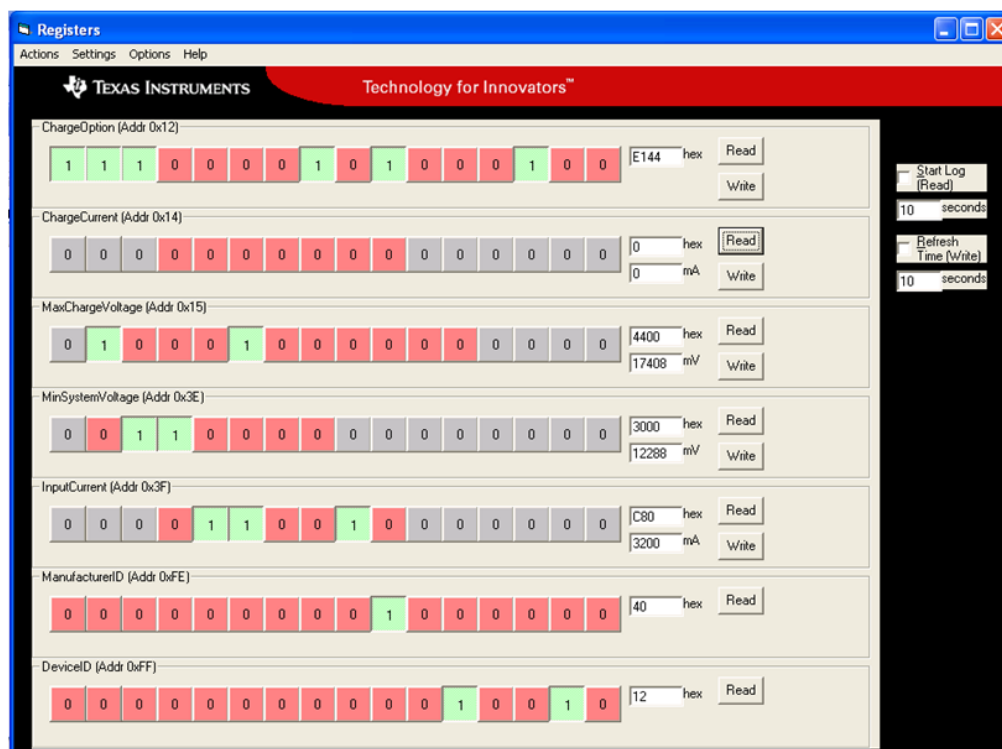 Registers
Actions Settings Options Help
TEXAS INSTRUMENTS Technology for Innovators™
ChargeOption (Addr 0x12)
1 1 1 0 0 0 0 1 0 1 0 0 0 1 0 0 E144 hex Read
Write
Start Log (Read)
10 seconds
Refresh Time (Write)
10 seconds
ChargeCurrent (Addr 0x14)
0 0 0 0 0 0 0 0 0 0 0 0 0 0 0 0 0 hex Read
0 mA Write
MaxChargeVoltage (Addr 0x15)
0 1 0 0 0 1 0 0 0 0 0 0 0 0 0 0 4400 hex Read
17408 mV Write
MinSystemVoltage (Addr 0x3E)
0 0 1 1 0 0 0 0 0 0 0 0 0 0 0 0 3000 hex Read
12288 mV Write
InputCurrent (Addr 0x3F)
0 0 0 0 1 1 0 0 1 0 0 0 0 0 0 0 C80 hex Read
3200 mA Write
ManufacturerID (Addr 0xFE)
0 0 0 0 0 0 0 0 0 1 0 0 0 0 0 0 40 hex Read
DeviceID (Addr 0xFF)
0 0 0 0 0 0 0 0 0 0 0 1 0 0 1 0 12 hex Read